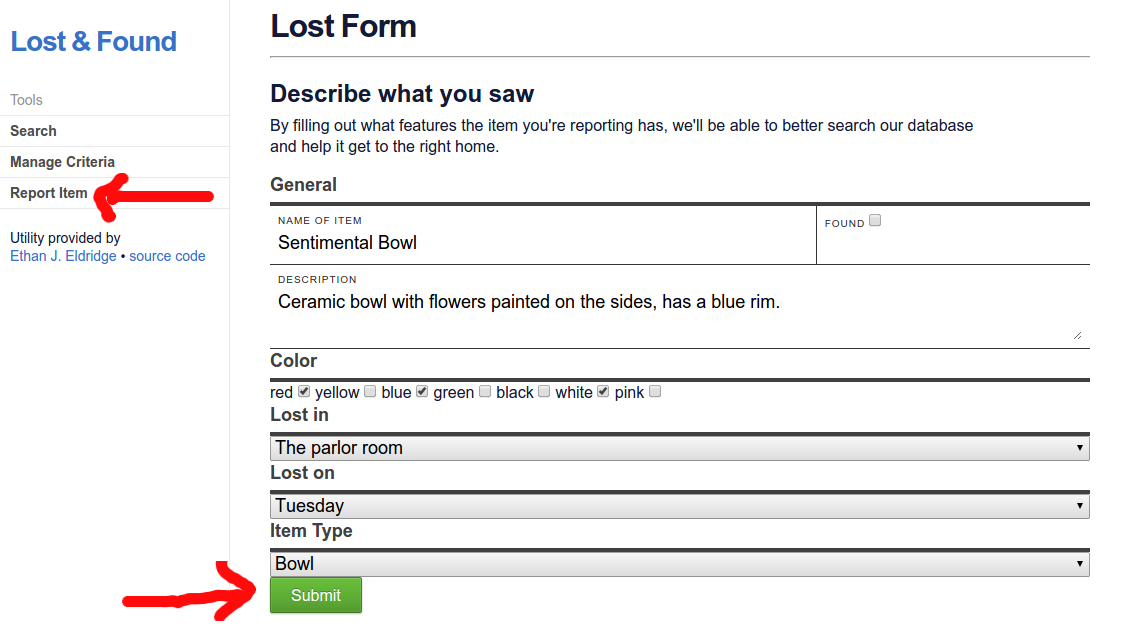 Lost & Found
Tools
Search
Manage Criteria
Report Item
Utility provided by
Ethan J. Eldridge • source code
Lost Form
Describe what you saw
By filling out what features the item you're reporting has, we'll be able to better search our database
and help it get to the right home.
General
NAME OF ITEM
FOUND
Sentimental Bowl
DESCRIPTION
Ceramic bowl with flowers painted on the sides, has a blue rim.
Color
red yellow blue green black white pink
Lost in
The parlor room
Lost on
Tuesday
Item Type
Bowl
Submit